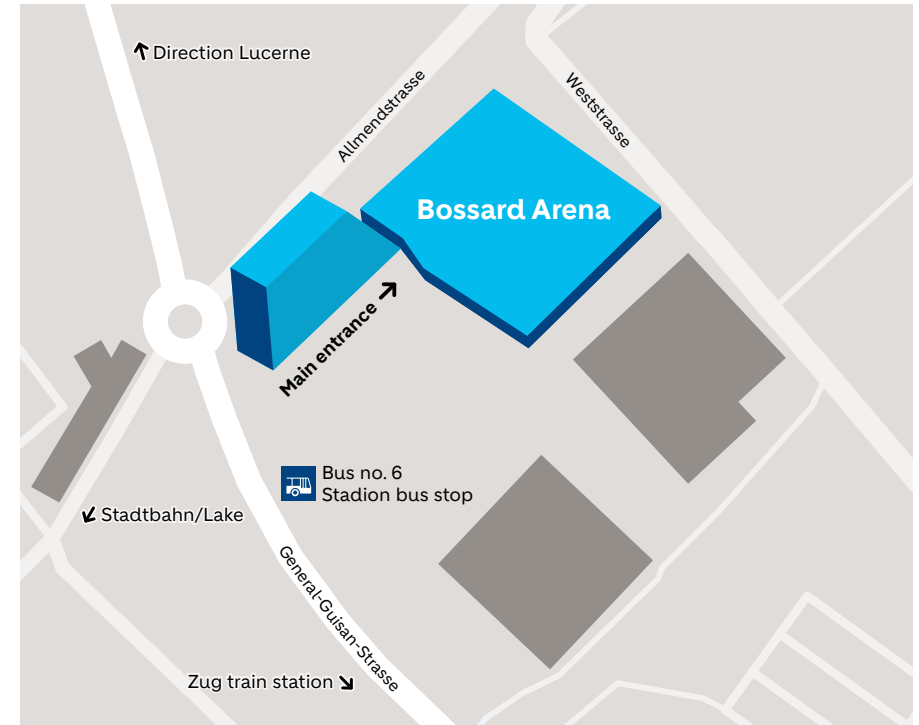 Direction Lucerne
Allmendstrasse
Weststrasse
Bossard Arena
Main entrance
Bus no. 6
Stadion bus stop
Stadtbahn/Lake
General-Guisan-Strasse
Zug train station